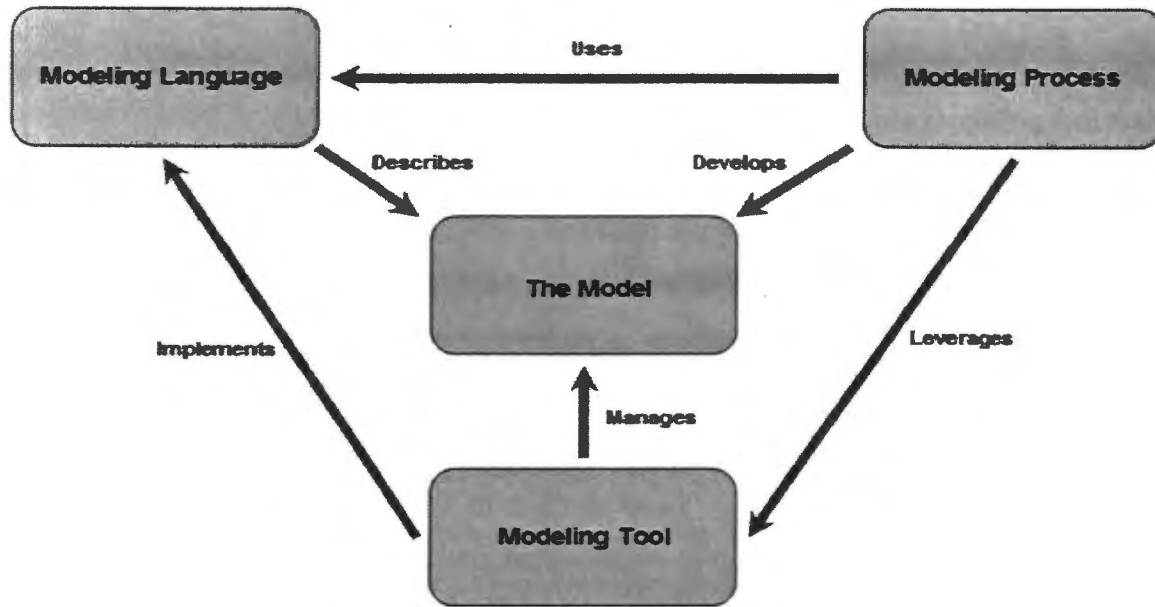 Uses
Modeling Language
Modeling Process
Describes
Develops
The Model
Implements
Leverages
Manages
Modeling Tool